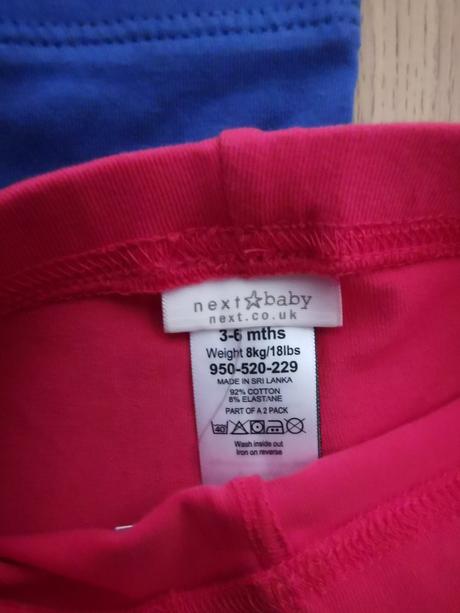 next☆baby
next.co.uk
3-6 mths
Weight 8kg/18lbs
950-520-229
MADE IN SRI LANKA
92% COTTON
8% ELASTANE
PART OF A 2 PACK
40
Wash inside out
Iron on reverse